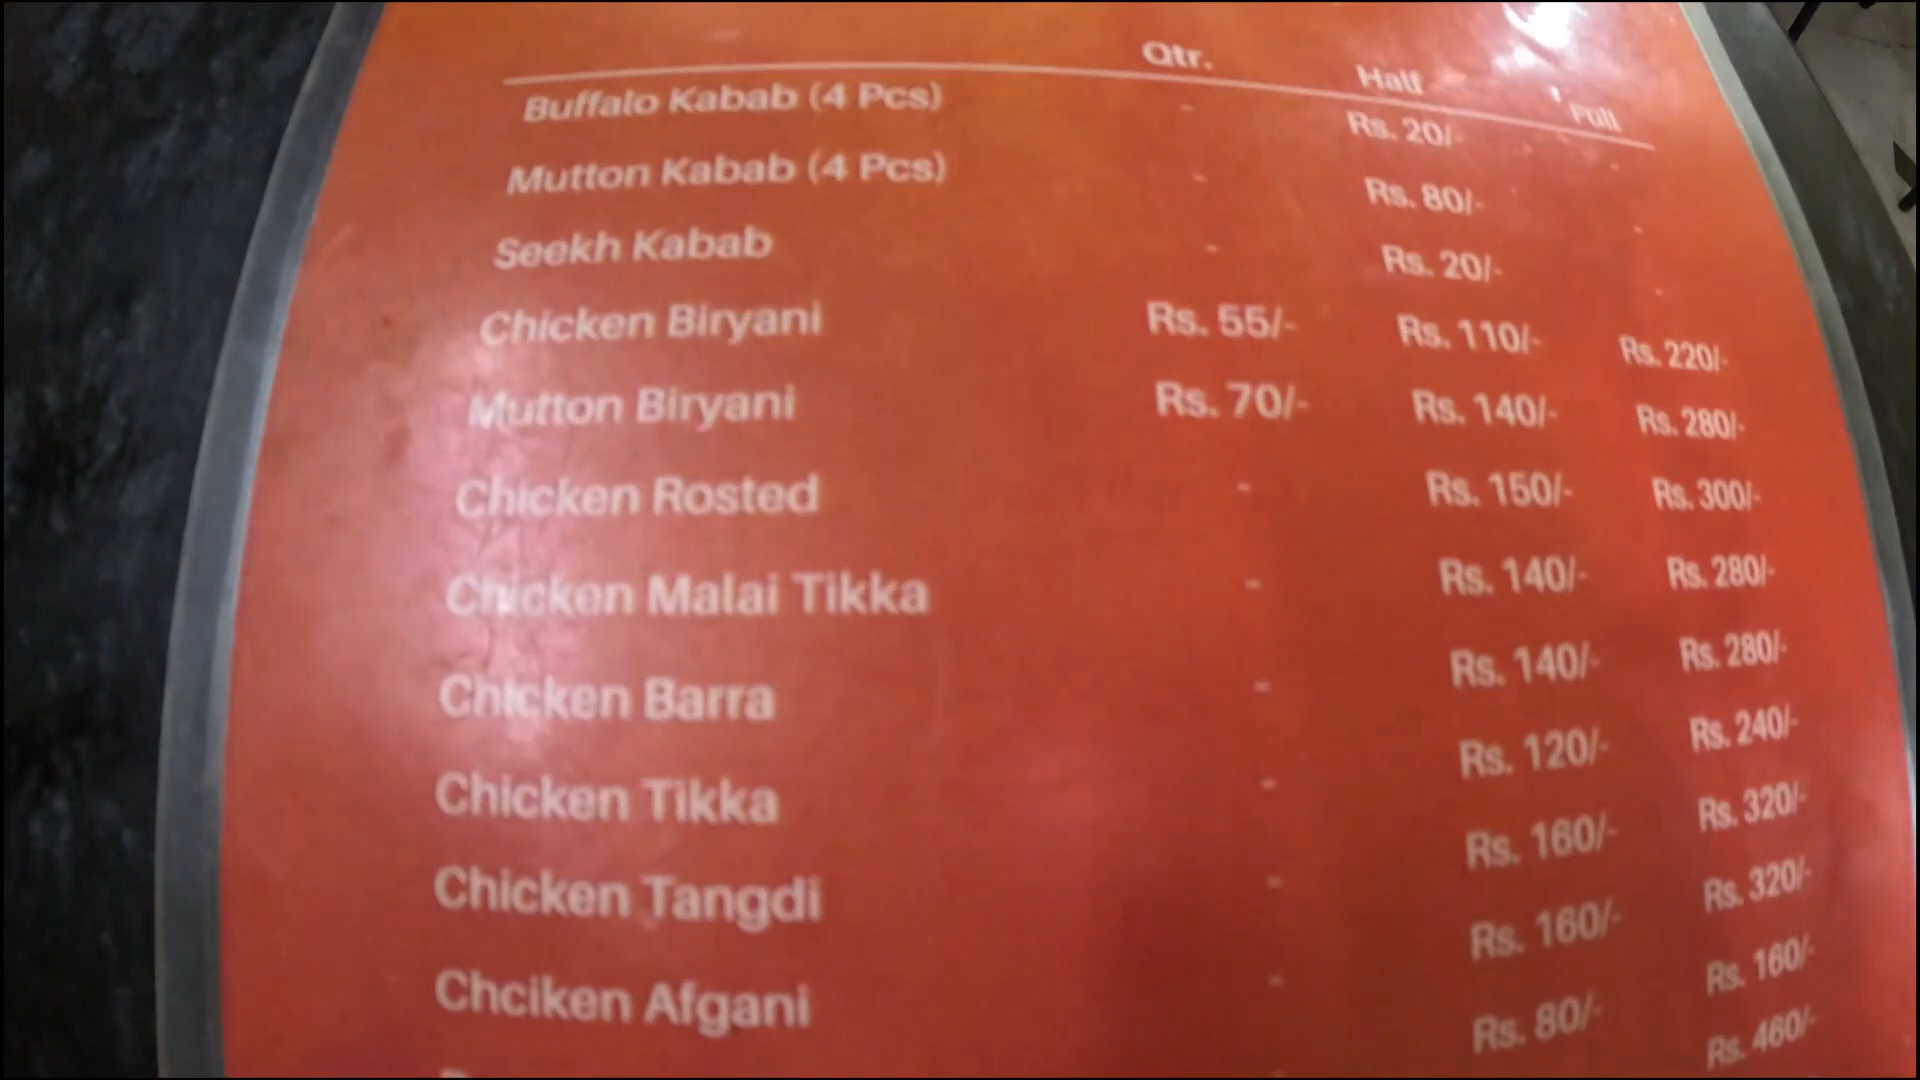 Qtr. Half Full
Buffalo Kabab (4 Pcs) - Rs. 20/- -
Mutton Kabab (4 Pcs) - Rs. 80/- -
Seekh Kabab - Rs. 20/- -
Chicken Biryani Rs. 55/- Rs. 110/- Rs. 220/-
Mutton Biryani Rs. 70/- Rs. 140/- Rs. 280/-
Chicken Rosted - Rs. 150/- Rs. 300/-
Chicken Malai Tikka - Rs. 140/- Rs. 280/-
Chicken Barra - Rs. 140/- Rs. 280/-
Chicken Tikka - Rs. 120/- Rs. 240/-
Chicken Tangdi - Rs. 160/- Rs. 320/-
Chciken Afgani - Rs. 160/- Rs. 320/-
- Rs. 80/- Rs. 160/-
Rs. 460/-